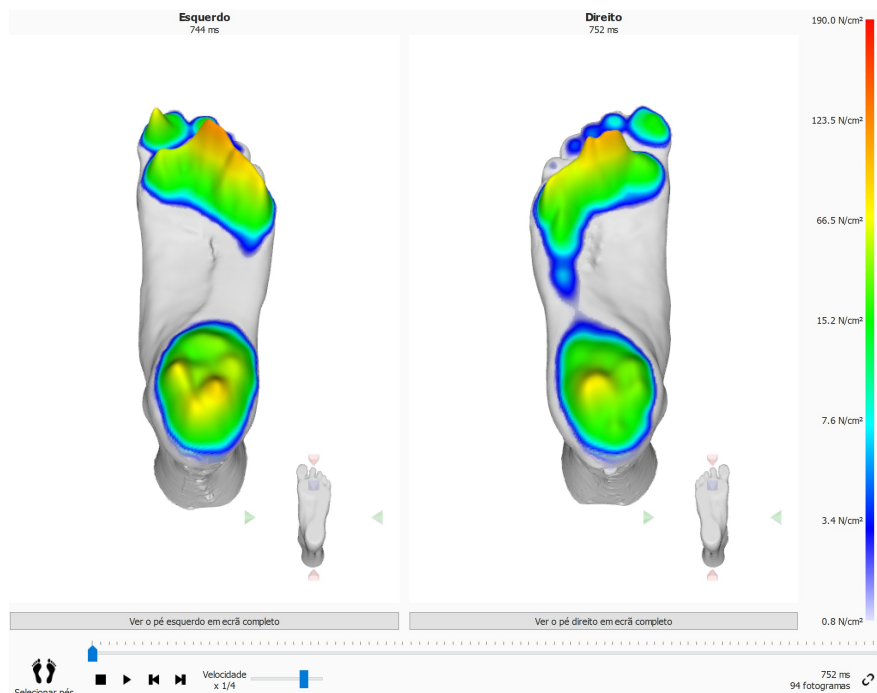 Esquerdo
744 ms
Direito
752 ms
190.0 N/cm²
123.5 N/cm²
66.5 N/cm²
15.2 N/cm²
7.6 N/cm²
3.4 N/cm²
0.8 N/cm²
Ver o pé esquerdo em ecrã completo
Ver o pé direito em ecrã completo
Selecionar pés
Velocidade
x 1/4
752 ms
94 fotogramas